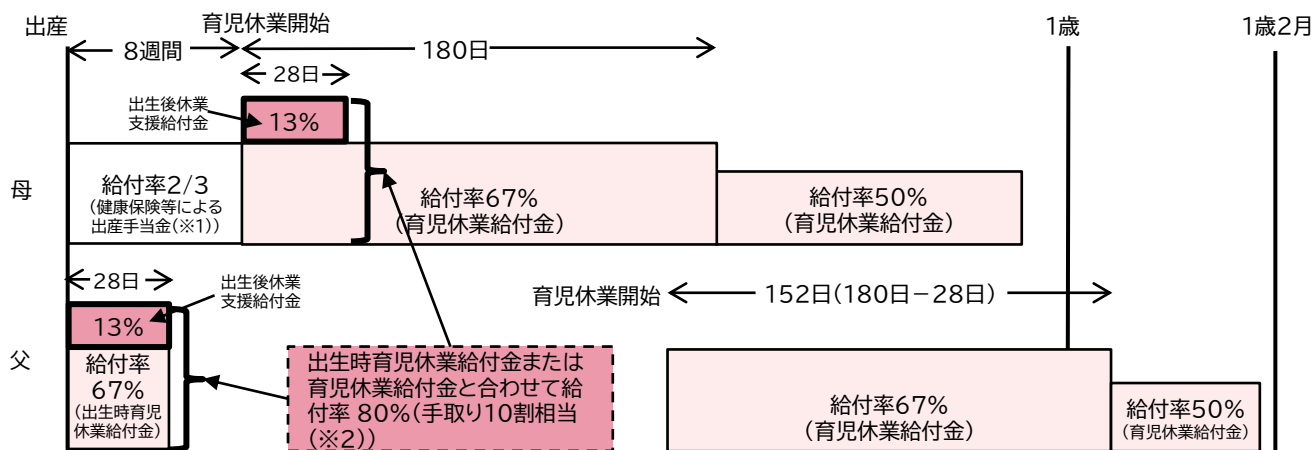 出産
育児休業開始
1歳
1歳2月
8週間
180日
28日
出生後休業
支援給付金
13%
母
給付率2/3
(健康保険等による
出産手当金(※1))
給付率67%
(育児休業給付金)
給付率50%
(育児休業給付金)
28日
出生後休業
支援給付金
育児休業開始
152日(180日－28日)
13%
父
給付率
67%
(出生時育児
休業給付金)
出生時育児休業給付金または
育児休業給付金と合わせて給
付率 80%(手取り10割相当
(※2))
給付率67%
(育児休業給付金)
給付率50%
(育児休業給付金)